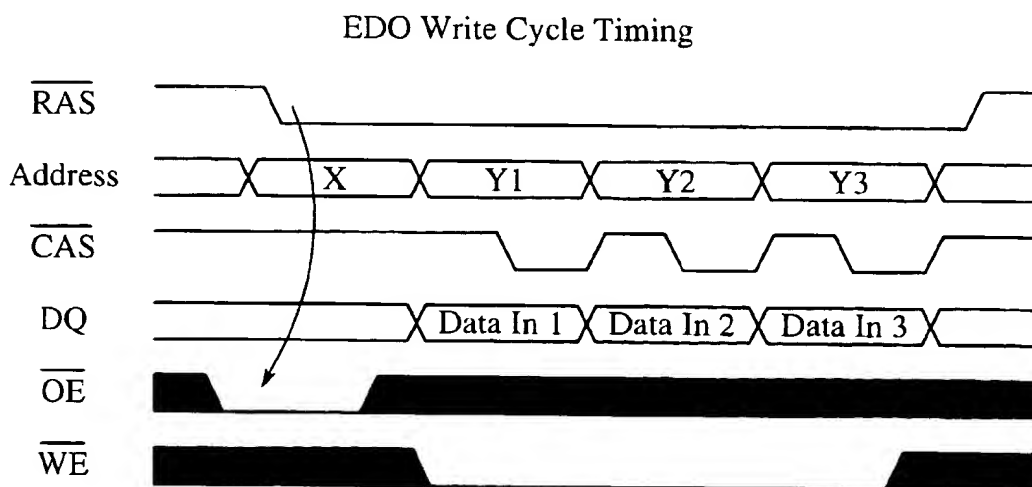 EDO Write Cycle Timing
RAS
Address X Y1 Y2 Y3
CAS
DQ Data In 1 Data In 2 Data In 3
OE
WE